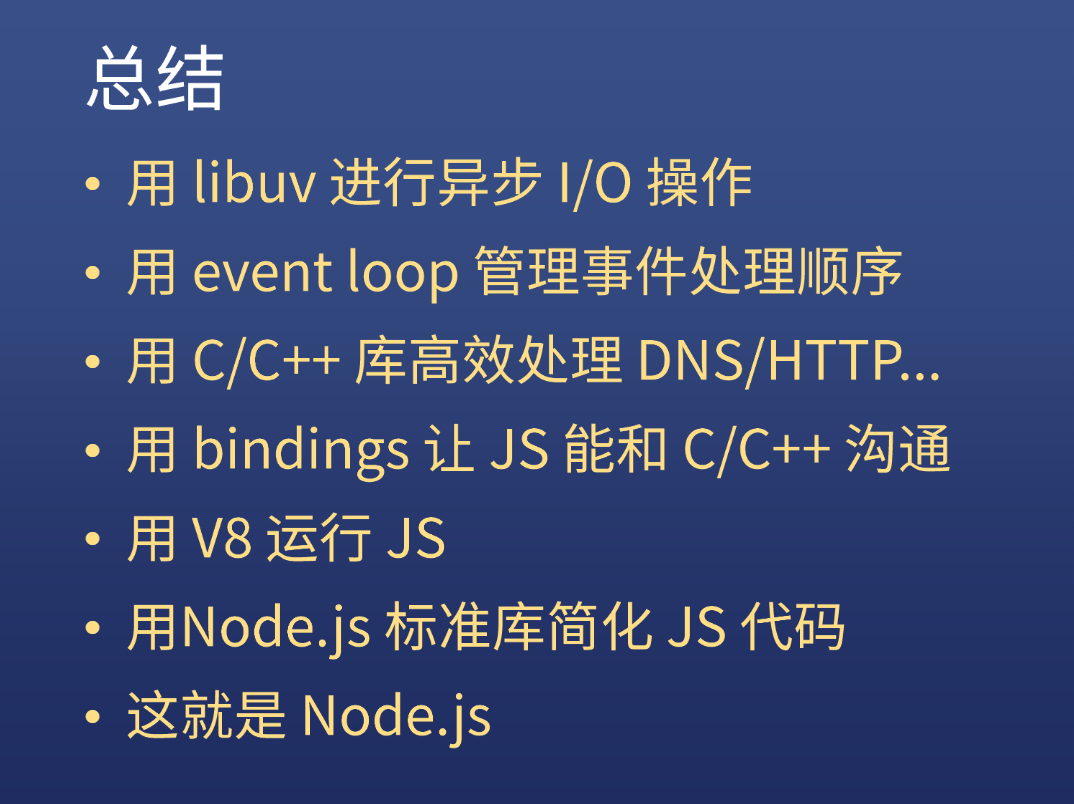 总结
• 用 libuv 进行异步 I/O 操作
• 用 event loop 管理事件处理顺序
• 用 C/C++ 库高效处理 DNS/HTTP...
• 用 bindings 让 JS 能和 C/C++ 沟通
• 用 V8 运行 JS
• 用Node.js 标准库简化 JS 代码
• 这就是 Node.js